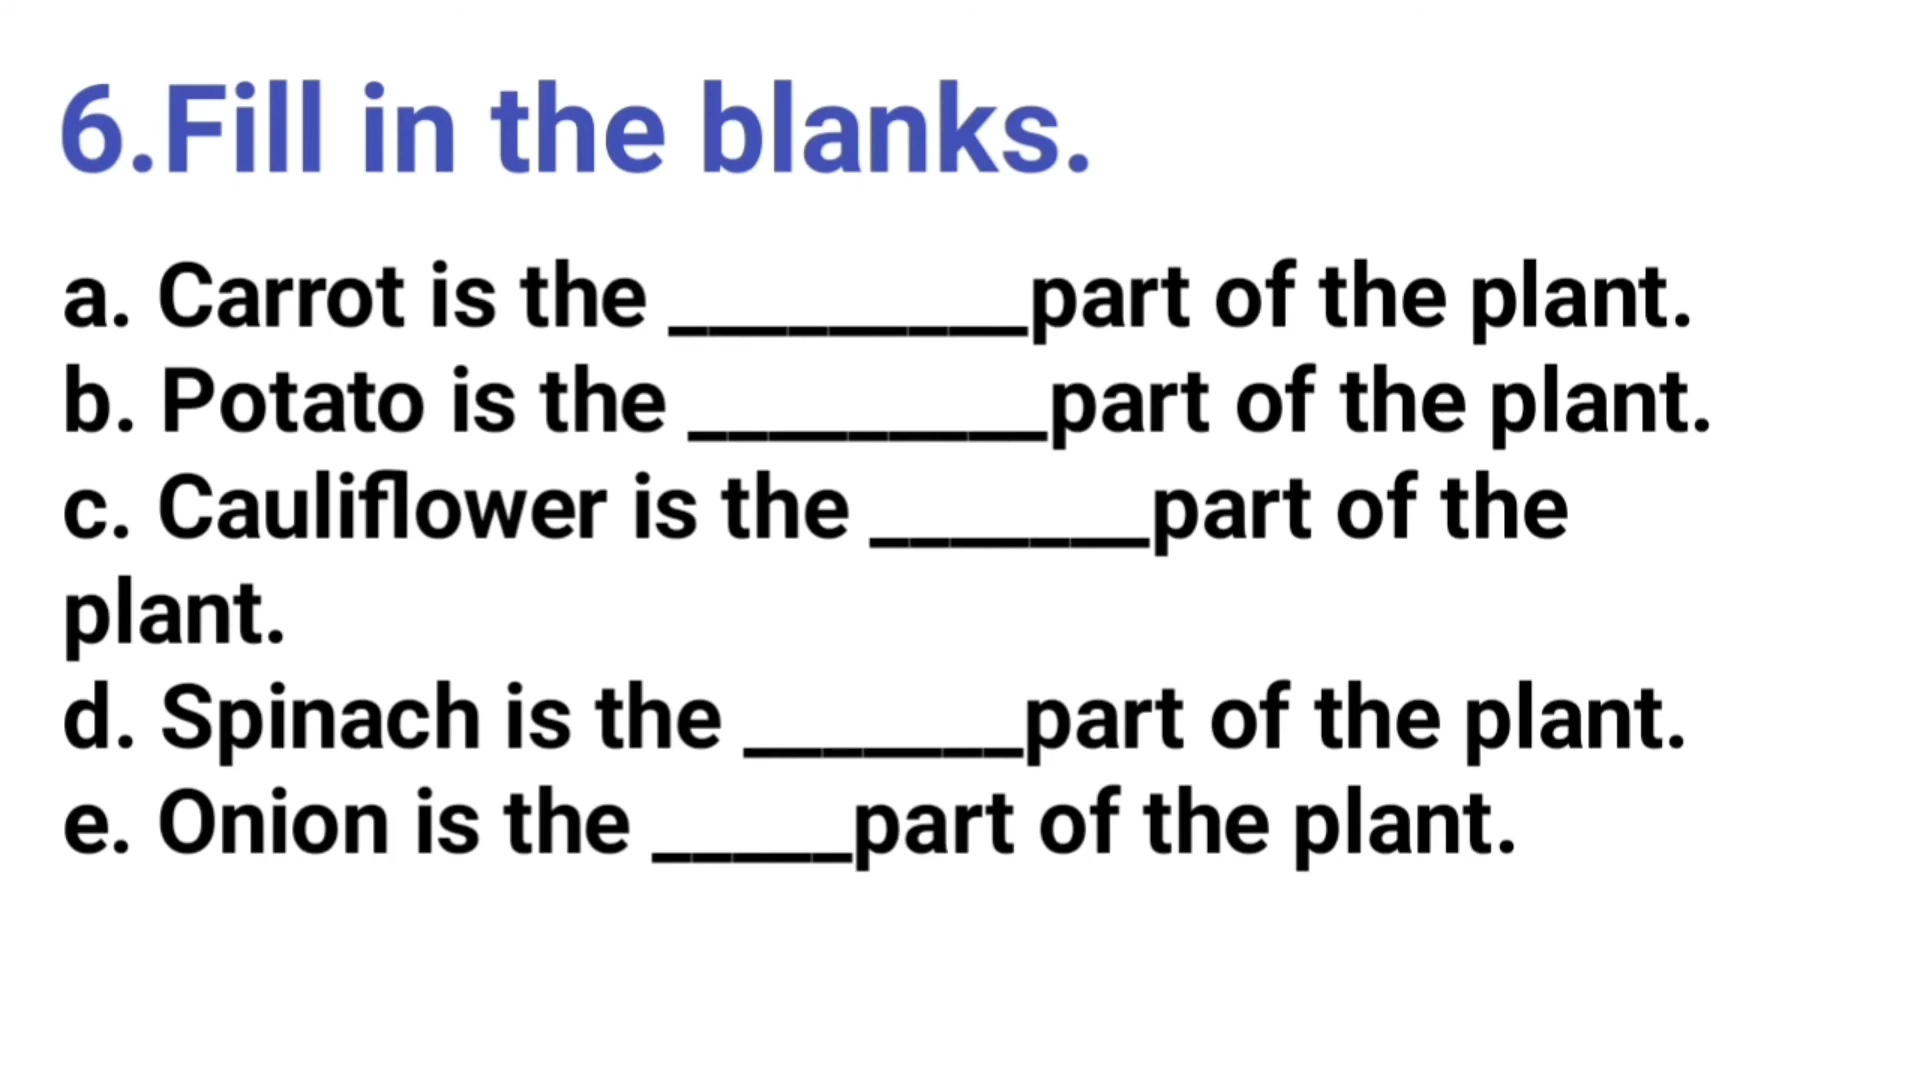 6.Fill in the blanks.
a. Carrot is the _________part of the plant.
b. Potato is the _________part of the plant.
c. Cauliflower is the _______part of the
plant.
d. Spinach is the _______part of the plant.
e. Onion is the _____part of the plant.